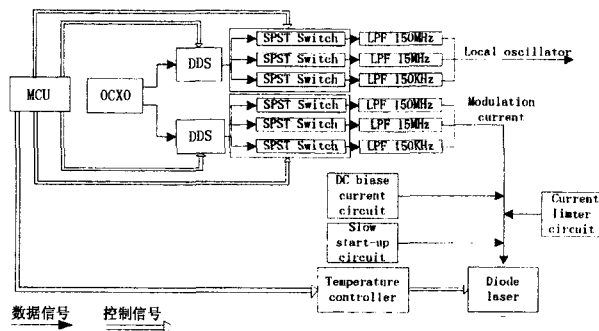 SPST Switch
LPF 150MHz
SPST Switch
LPF 15MHz
SPST Switch
LPF 150KHz
Local oscillator
DDS
MCU
OCXO
SPST Switch
LPF 150MHz
SPST Switch
LPF 15MHz
SPST Switch
LPF 150KHz
Modulation
current
DDS
DC biase
current
circuit
Slow
start-up
circuit
Current
limter
circuit
Temperature
controller
Diode
laser
数据信号
控制信号